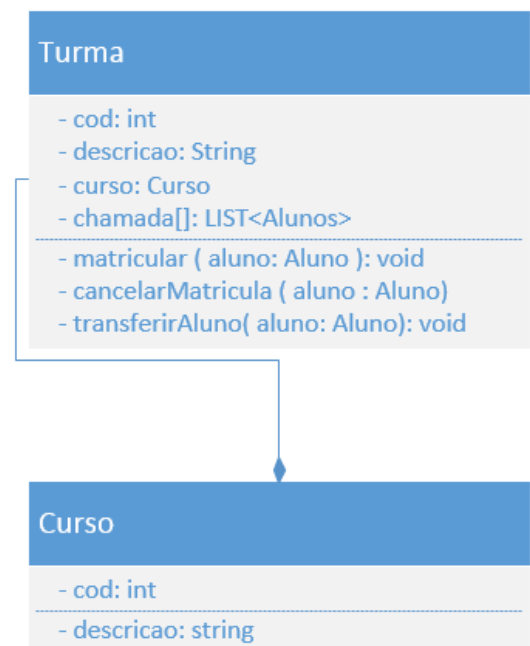 Turma
- cod: int
- descricao: String
- curso: Curso
- chamada[]: LIST<Alunos>
- matricular ( aluno: Aluno ): void
- cancelarMatricula ( aluno : Aluno)
- transferirAluno( aluno: Aluno): void
Curso
- cod: int
- descricao: string